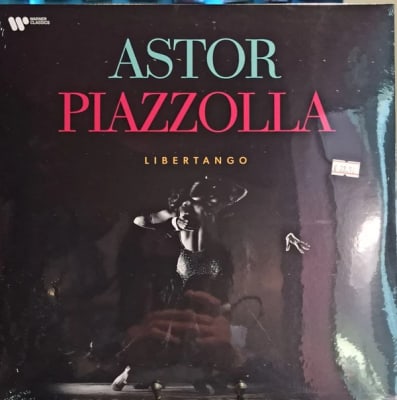 WARNER
CLASSICS
ASTOR
PIAZZOLLA
LIBERTANGO